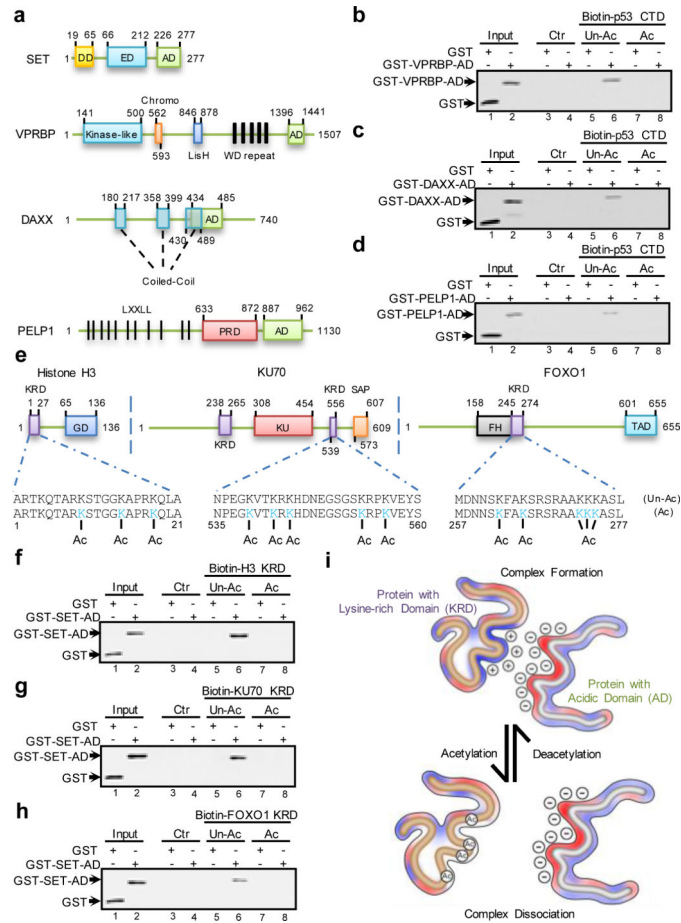 a
19 65 66 212 226 277
SET 1 DD ED AD 277
Chromo
141 500 562 846 878 1396 1441
VPRBP 1 Kinase-like AD 1507
593 LisH WD repeat
180 217 358 399 434 485
DAXX 1 AD 740
430 489
Coiled-Coil
LXXLL 633 872 887 962
PELP1 1 PRD AD 1130
b
Biotin-p53 CTD
Input Ctr Un-Ac Ac
GST + - + - + - + -
GST-VPRBP-AD - + - + - + - +
GST-VPRBP-AD
GST
1 2 3 4 5 6 7 8
c
Biotin-p53 CTD
Input Ctr Un-Ac Ac
GST + - + - + - + -
GST-DAXX-AD - + - + - + - +
GST-DAXX-AD
GST
1 2 3 4 5 6 7 8
d
Biotin-p53 CTD
Input Ctr Un-Ac Ac
GST + - + - + - + -
GST-PELP1-AD - + - + - + - +
GST-PELP1-AD
GST
1 2 3 4 5 6 7 8
e
Histone H3 KU70 FOXO1
KRD
1 27 65 136
1 GD 136
238 265 308 454 KRD 536 SAP 607
1 KU 609
KRD 539 573
KRD
158 245 274 601 655
1 FH TAD 655
ARTKQTARKSTGGKAPRKQLA NPEGKVTKRKHDNEGSGSKRPKVEYS MDNNSKFAKSRSRAAKKKASL (Un-Ac)
ARTKQTARKSTGGKAPRKQLA NPEGKVTKRKHDNEGSGSKRPKVEYS MDNNSKFAKSRSRAAKKKASL (Ac)
1 21 535 560 257 277
Ac Ac Ac Ac Ac Ac Ac Ac Ac Ac Ac
f
Biotin-H3 KRD
Input Ctr Un-Ac Ac
GST + - + - + - + -
GST-SET-AD - + - + - + - +
GST-SET-AD
GST
1 2 3 4 5 6 7 8
g
Biotin-KU70 KRD
Input Ctr Un-Ac Ac
GST + - + - + - + -
GST-SET-AD - + - + - + - +
GST-SET-AD
GST
1 2 3 4 5 6 7 8
h
Biotin-FOXO1 KRD
Input Ctr Un-Ac Ac
GST + - + - + - + -
GST-SET-AD - + - + - + - +
GST-SET-AD
GST
1 2 3 4 5 6 7 8
i
Complex Formation
Protein with
Lysine-rich Domain (KRD)
Protein with
Acidic Domain (AD)
Acetylation Deacetylation
Ac
Ac
Ac
Ac
Complex Dissociation